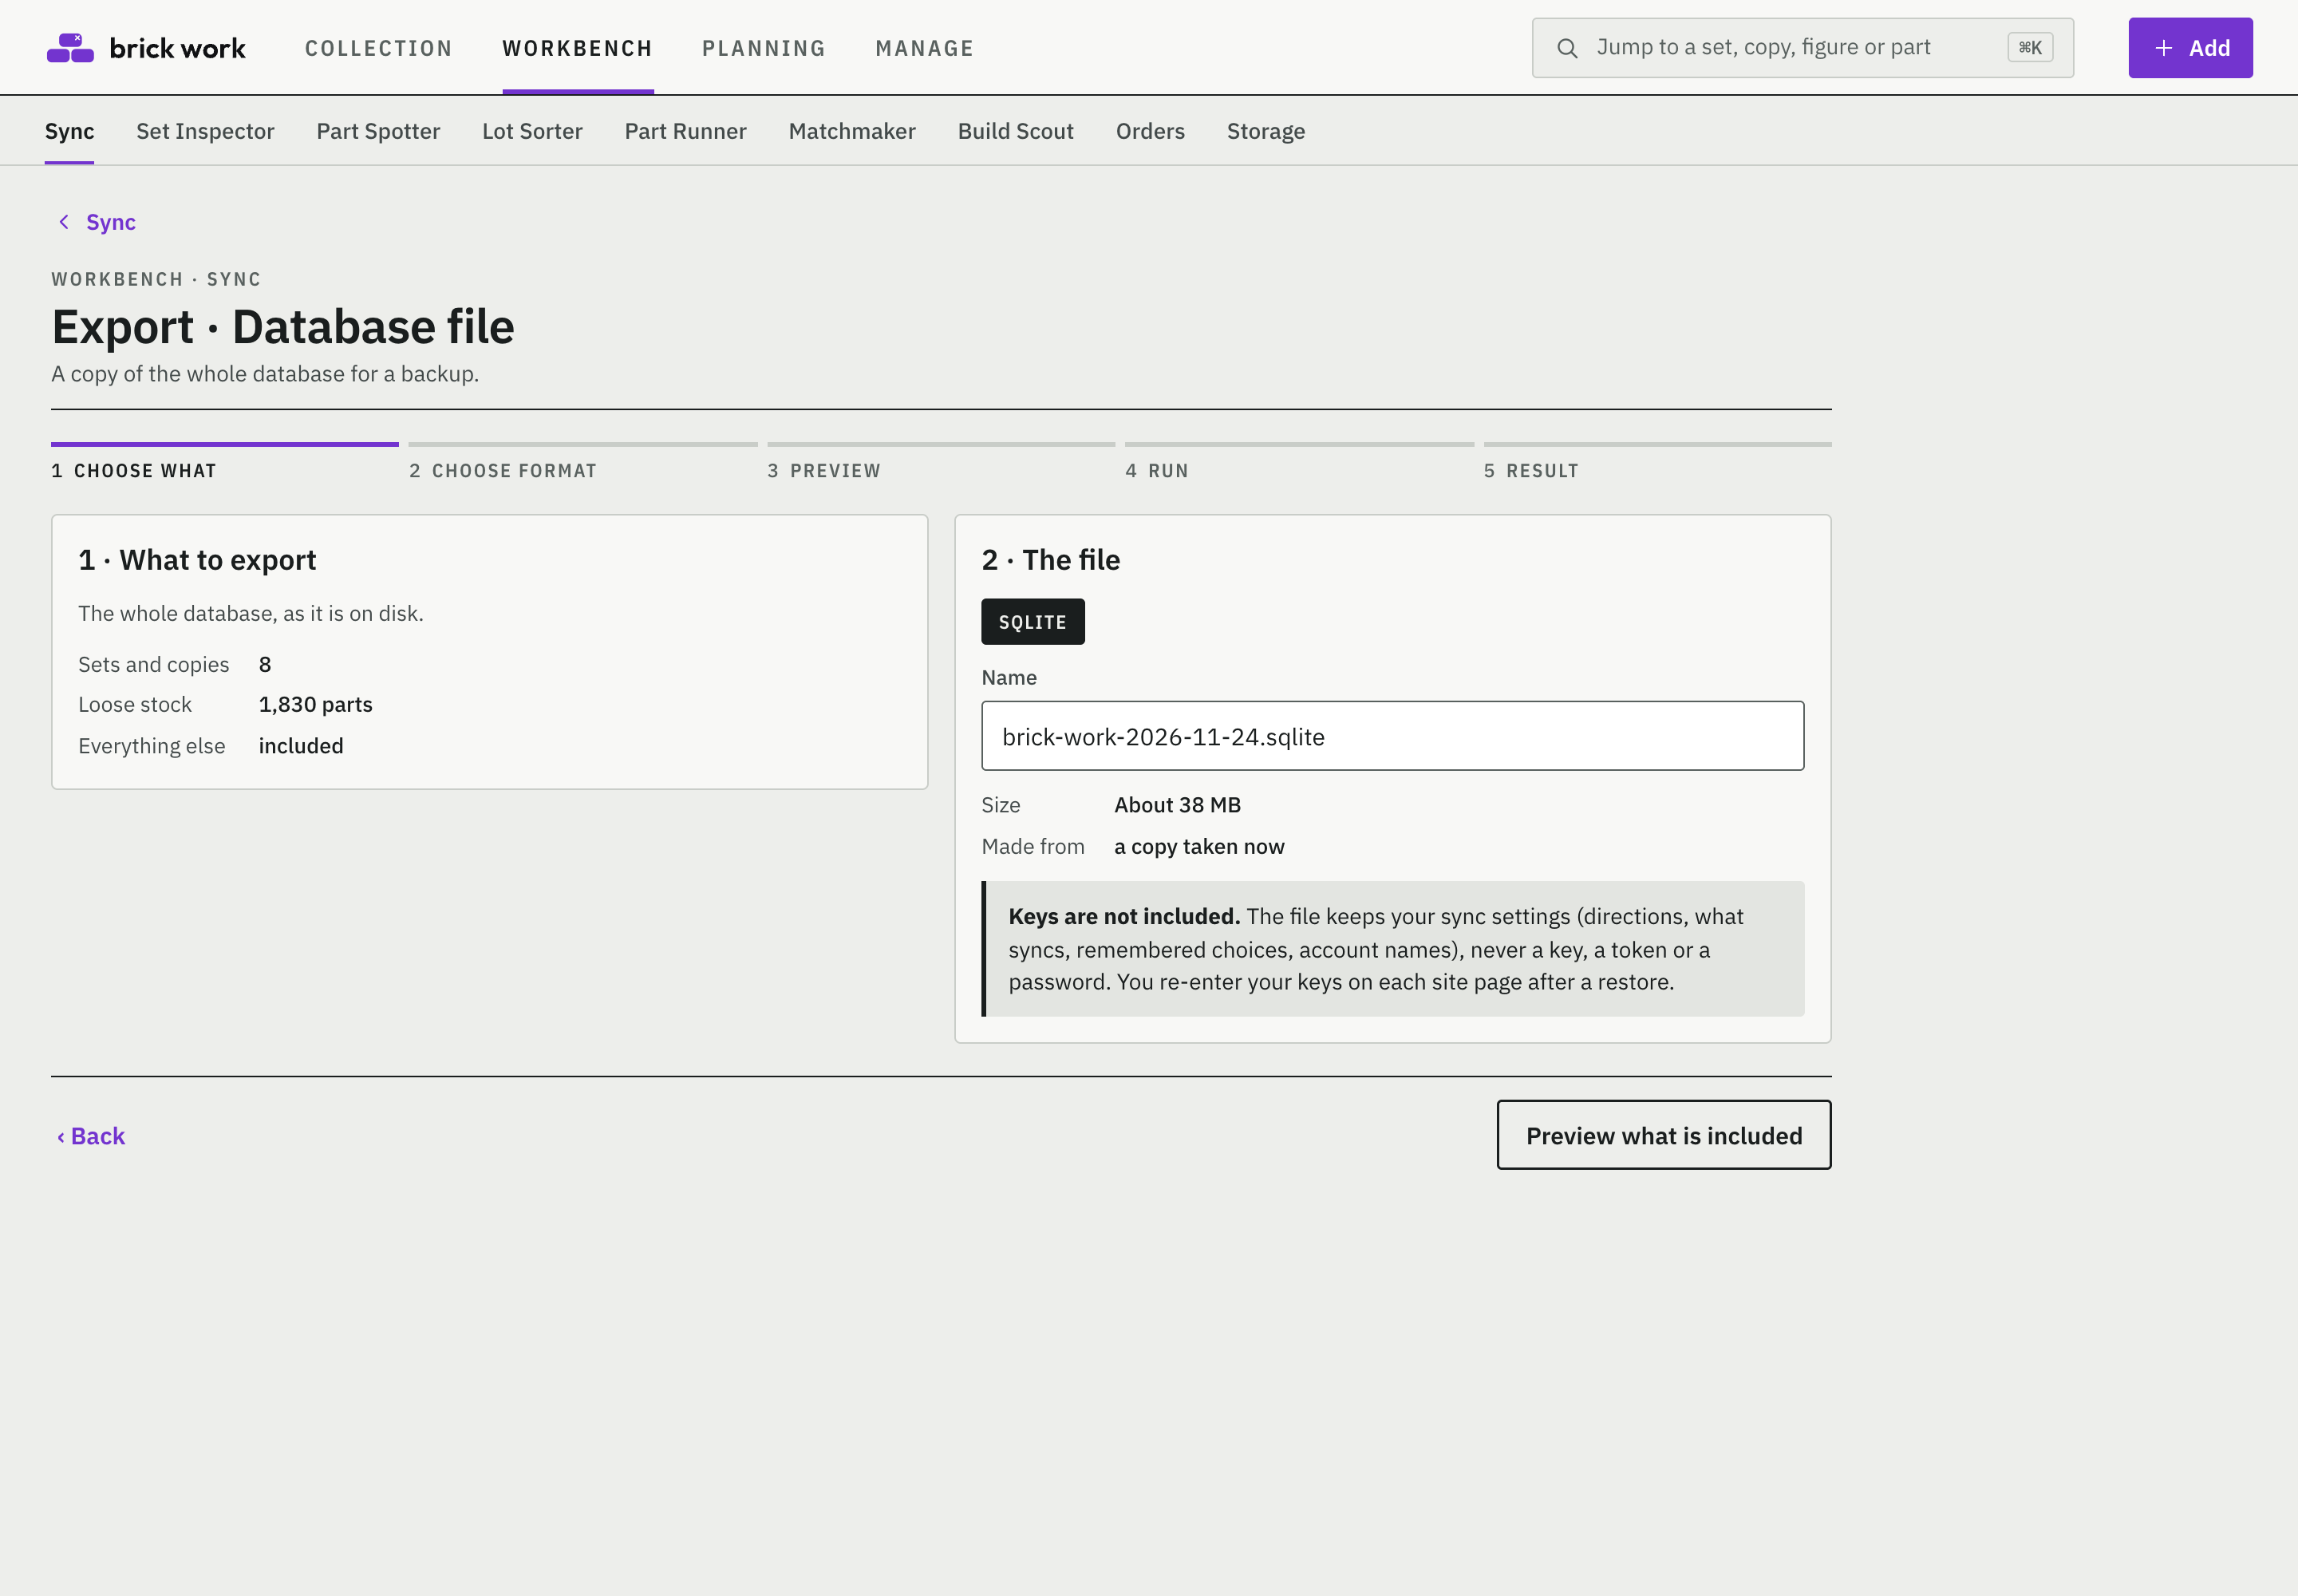 brick work
COLLECTION
WORKBENCH
PLANNING
MANAGE
Jump to a set, copy, figure or part
⌘K
+ Add
Sync
Set Inspector
Part Spotter
Lot Sorter
Part Runner
Matchmaker
Build Scout
Orders
Storage
‹ Sync
WORKBENCH · SYNC
Export · Database file
A copy of the whole database for a backup.
1 CHOOSE WHAT
2 CHOOSE FORMAT
3 PREVIEW
4 RUN
5 RESULT
1 · What to export
The whole database, as it is on disk.
Sets and copies 8
Loose stock 1,830 parts
Everything else included
2 · The file
SQLITE
Name
brick-work-2026-11-24.sqlite
Size About 38 MB
Made from a copy taken now
Keys are not included. The file keeps your sync settings (directions, what
syncs, remembered choices, account names), never a key, a token or a
password. You re-enter your keys on each site page after a restore.
‹ Back
Preview what is included